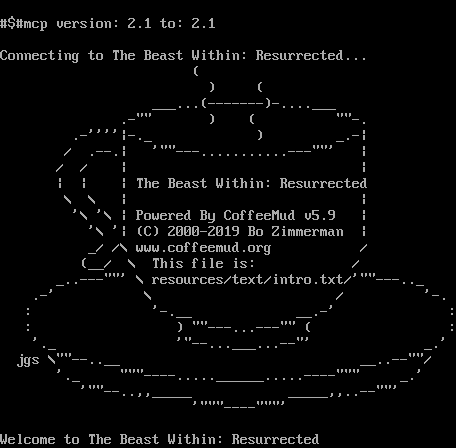 #$#mcp version: 2.1 to: 2.1
Connecting to The Beast Within: Resurrected...
The Beast Within: Resurrected
Powered By CoffeeMud v5.9
(C) 2000-2019 Bo Zimmerman
www.coffeemud.org
This file is:
resources/text/intro.txt
jgs
Welcome to The Beast Within: Resurrected